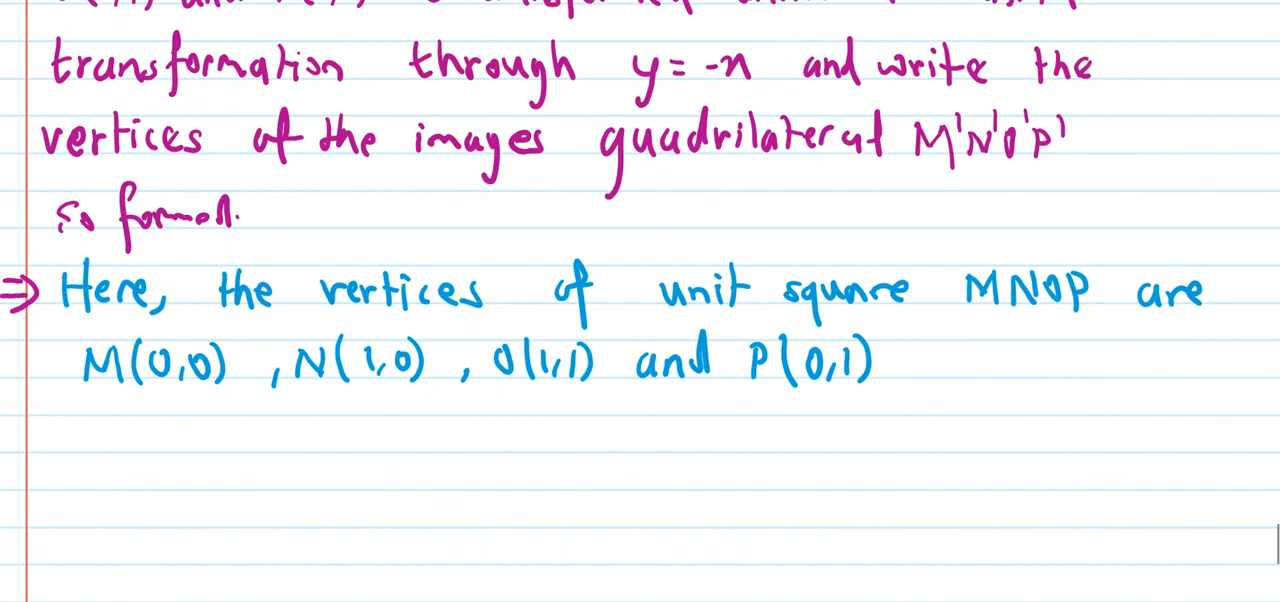 transformation through y = -x and write the
vertices of the images quadrilateral M'N'O'P'
so formed.
⇒ Here, the vertices of unit square MNOP are
M(0,0) , N(1,0) , O(1,1) and P(0,1)